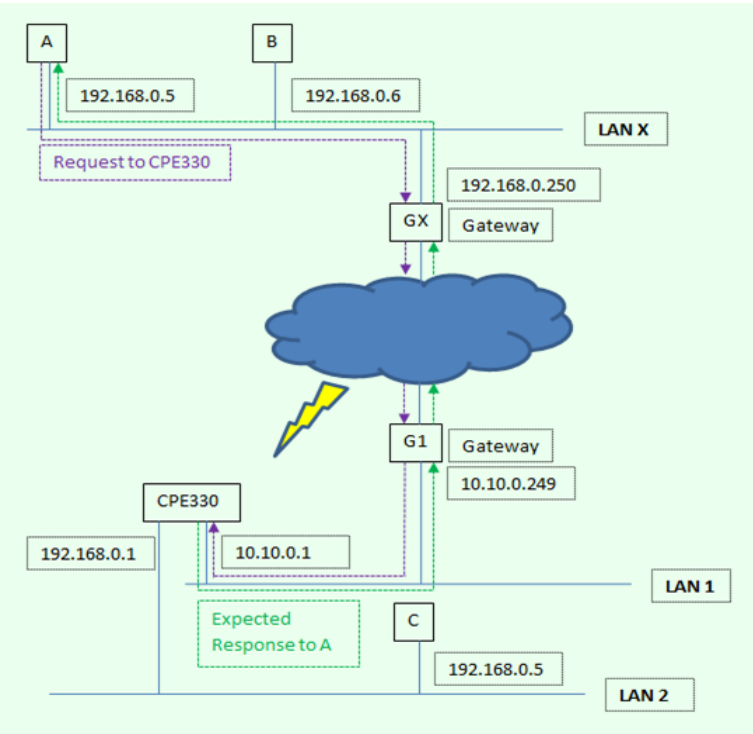 A
B
192.168.0.5
192.168.0.6
LAN X
Request to CPE330
192.168.0.250
GX
Gateway
G1
Gateway
10.10.0.249
CPE330
192.168.0.1
10.10.0.1
LAN 1
Expected
Response to A
C
192.168.0.5
LAN 2